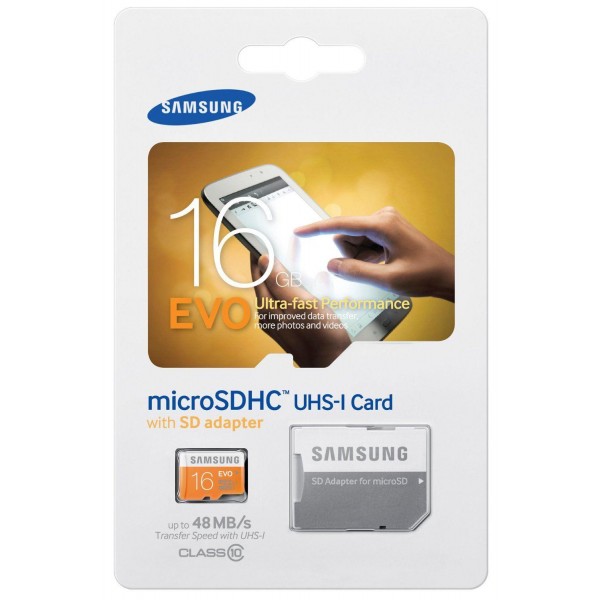 SAMSUNG
16
GB
EVO
Ultra-fast Performance
For improved data transfer,
more photos and videos
microSDHC™ UHS-I Card
with SD adapter
SAMSUNG
16 EVO
up to 48 MB/s
Transfer Speed with UHS-I
CLASS 10
SAMSUNG
SD Adapter for microSD